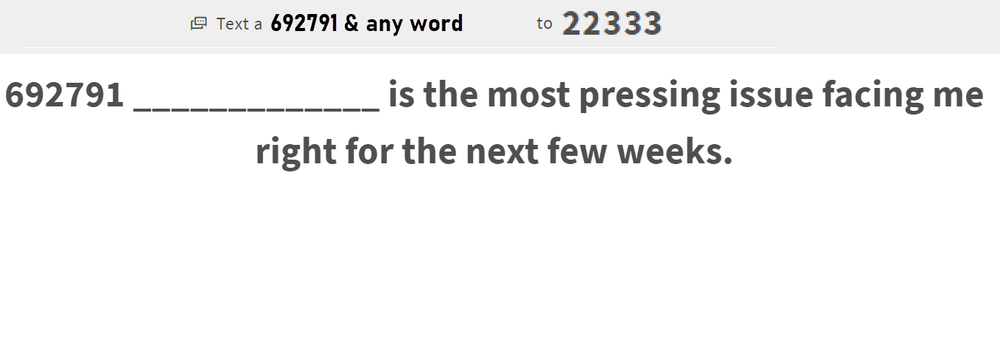 Text a 692791 & any word to 22333
692791 _____________ is the most pressing issue facing me
right for the next few weeks.